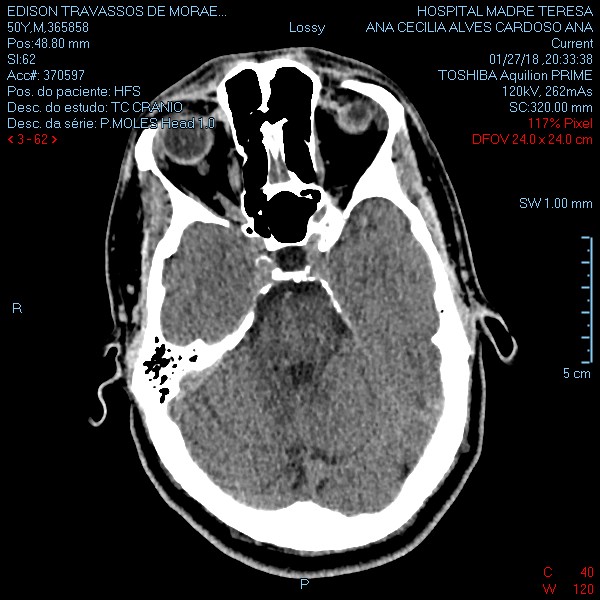 EDISON TRAVASSOS DE MORAE...
50Y,M,365858
Pos:48.80 mm
SI:62
Acc#: 370597
Pos. do paciente: HFS
Desc. do estudo: TC CRANIO
Desc. da série: P.MOLES Head 1.0
< 3 - 62 >
Lossy
HOSPITAL MADRE TERESA
ANA CECILIA ALVES CARDOSO ANA
Current
01/27/18 ,20:33:38
TOSHIBA Aquilion PRIME
120kV, 262mAs
SC:320.00 mm
117% Pixel
DFOV 24.0 x 24.0 cm
SW 1.00 mm
R
5 cm
P
C 40
W 120